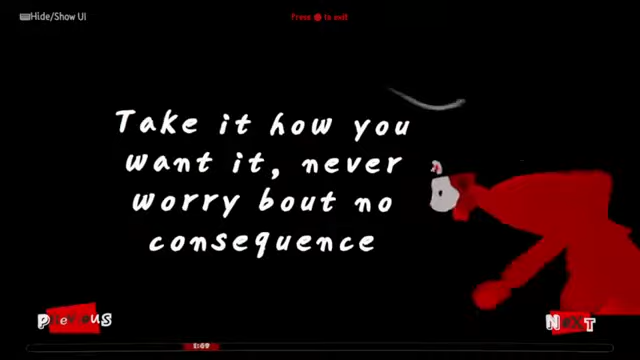 Hide/Show UI
Press to exit
Take it how you
want it, never
worry bout no
consequence
PREVIOUS
NEXT